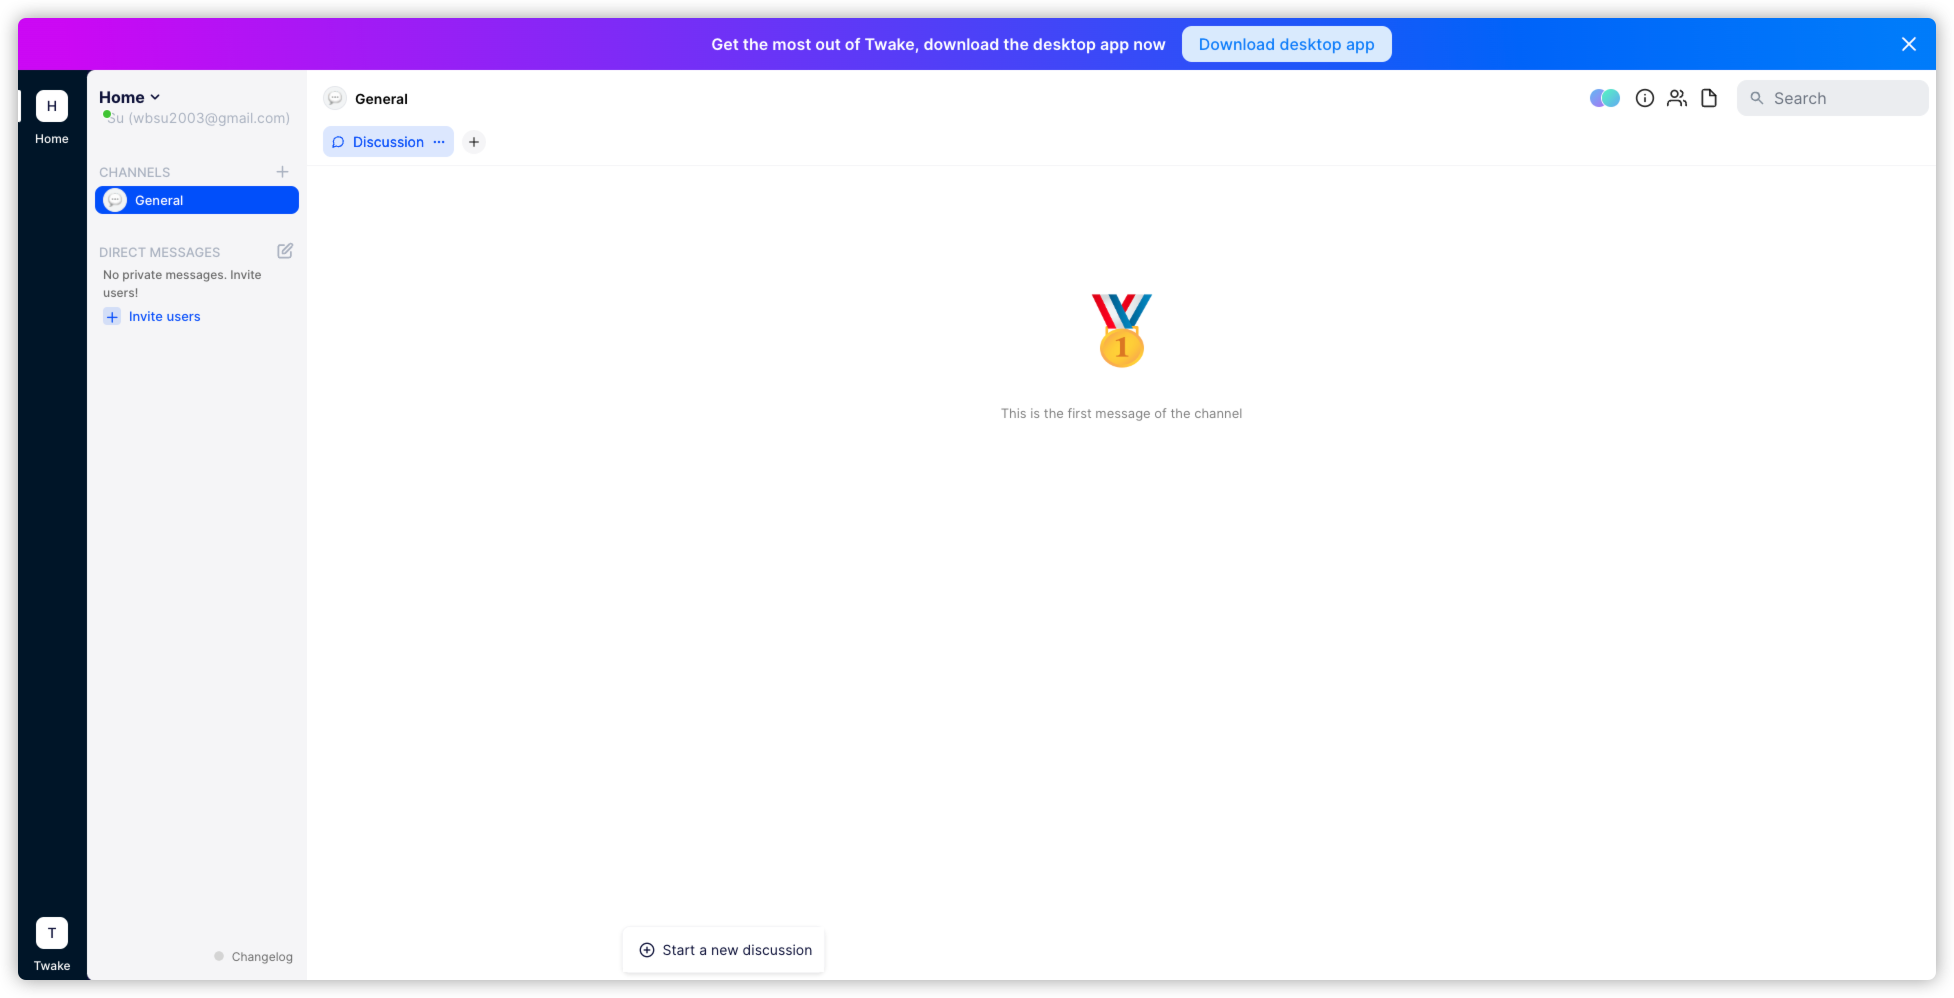 Get the most out of Twake, download the desktop app now
Download desktop app
H
Home
Home
Su (wbsu2003@gmail.com)
CHANNELS
General
DIRECT MESSAGES
No private messages. Invite
users!
Invite users
General
Search
Discussion
1
This is the first message of the channel
Start a new discussion
Changelog
T
Twake